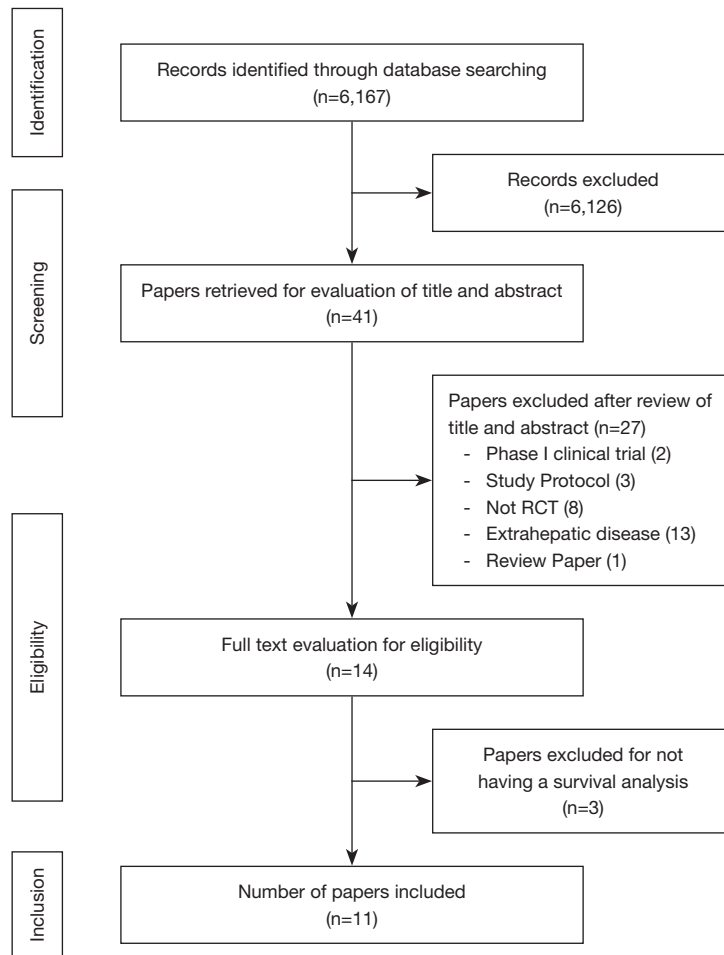 Identification
Records identified through database searching
(n=6,167)
Records excluded
(n=6,126)
Screening
Papers retrieved for evaluation of title and abstract
(n=41)
Papers excluded after review of
title and abstract (n=27)
- Phase I clinical trial (2)
- Study Protocol (3)
- Not RCT (8)
- Extrahepatic disease (13)
- Review Paper (1)
Eligibility
Full text evaluation for eligibility
(n=14)
Papers excluded for not
having a survival analysis
(n=3)
Inclusion
Number of papers included
(n=11)